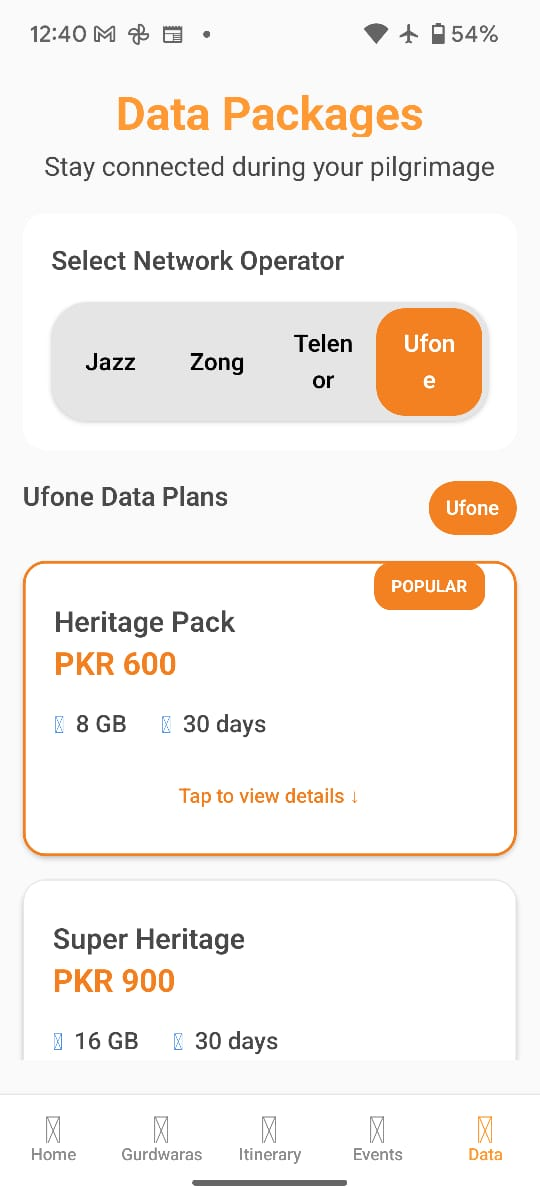 12:40
54%
Data Packages
Stay connected during your pilgrimage
Select Network Operator
Jazz
Zong
Telen
or
Ufon
e
Ufone Data Plans
Ufone
POPULAR
Heritage Pack
PKR 600
8 GB
30 days
Tap to view details ↓
Super Heritage
PKR 900
16 GB
30 days
Home
Gurdwaras
Itinerary
Events
Data